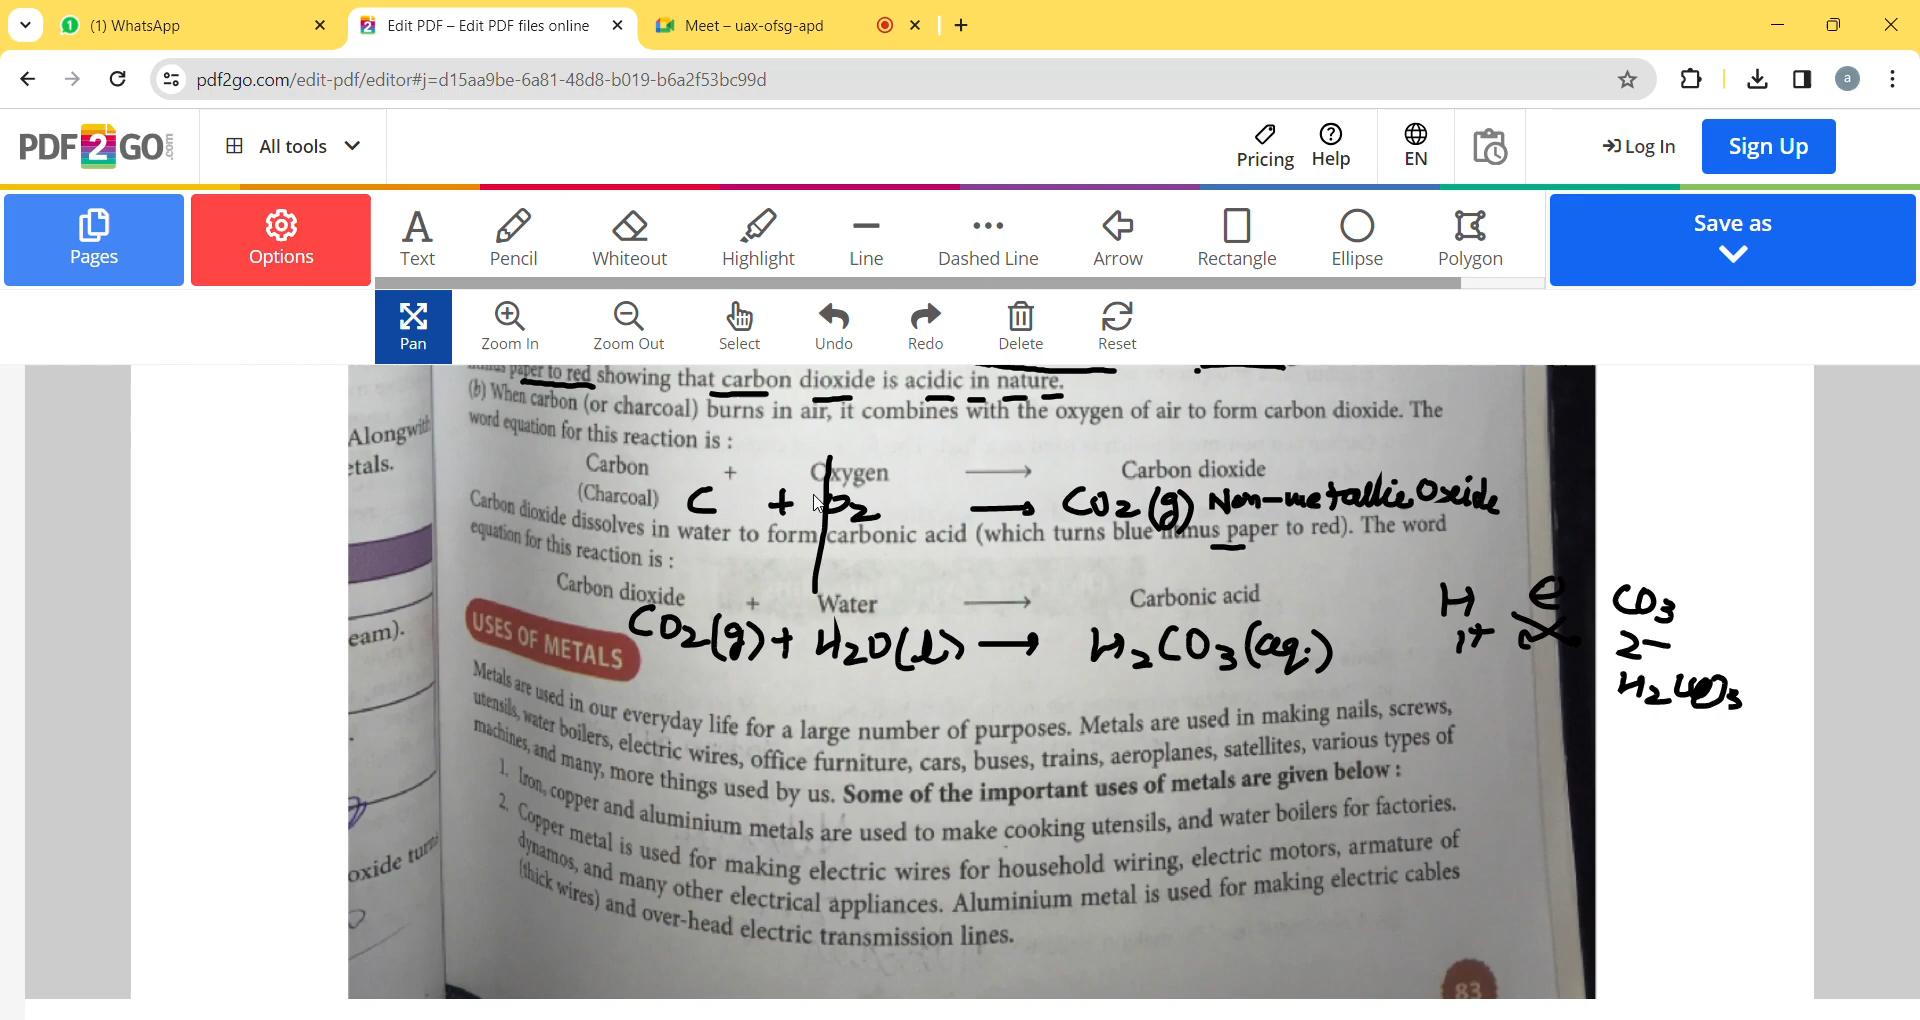 (1) WhatsApp
Edit PDF – Edit PDF files online
Meet – uax-ofsg-apd
pdf2go.com/edit-pdf/editor#j=d15aa9be-6a81-48d8-b019-b6a2f53bc99d
a
PDF2GO.com
All tools
Pricing
Help
EN
Log In
Sign Up
Pages
Options
Text
Pencil
Whiteout
Highlight
Line
Dashed Line
Arrow
Rectangle
Ellipse
Polygon
Save as
Pan
Zoom In
Zoom Out
Select
Undo
Redo
Delete
Reset
paper to red showing that carbon dioxide is acidic in nature.
(b) When carbon (or charcoal) burns in air, it combines with the oxygen of air to form carbon dioxide. The
word equation for this reaction is :
Carbon + Oxygen → Carbon dioxide
(Charcoal)
C + O2 → CO2(g) Non-metallic Oxide
Carbon dioxide dissolves in water to form carbonic acid (which turns blue litmus paper to red). The word
equation for this reaction is :
Carbon dioxide + Water → Carbonic acid
CO2(g) + H2O(l) → H2CO3(aq.)
H CO3
1+ 2-
H2CO3
USES OF METALS
Metals are used in our everyday life for a large number of purposes. Metals are used in making nails, screws,
utensils, water boilers, electric wires, office furniture, cars, buses, trains, aeroplanes, satellites, various types of
machines, and many, more things used by us. Some of the important uses of metals are given below :
1. Iron, copper and aluminium metals are used to make cooking utensils, and water boilers for factories.
2. Copper metal is used for making electric wires for household wiring, electric motors, armature of
dynamos, and many other electrical appliances. Aluminium metal is used for making electric cables
(thick wires) and over-head electric transmission lines.
83
Alongwith
etals.
eam).
oxide turns